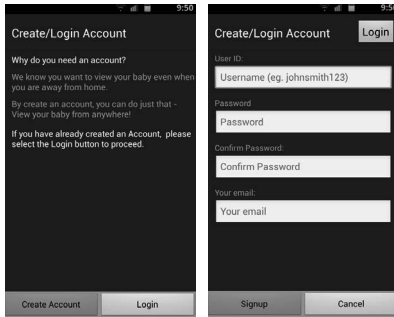 9:50
Create/Login Account
Why do you need an account?
We know you want to view your baby even when
you are away from home.
By create an account, you can do just that -
View your baby from anywhere!
If you have already created an Account, please
select the Login button to proceed.
Create Account
Login
9:50
Create/Login Account
Login
User ID:
Username (eg. johnsmith123)
Password
Password
Confirm Password:
Confirm Password
Your email:
Your email
Signup
Cancel